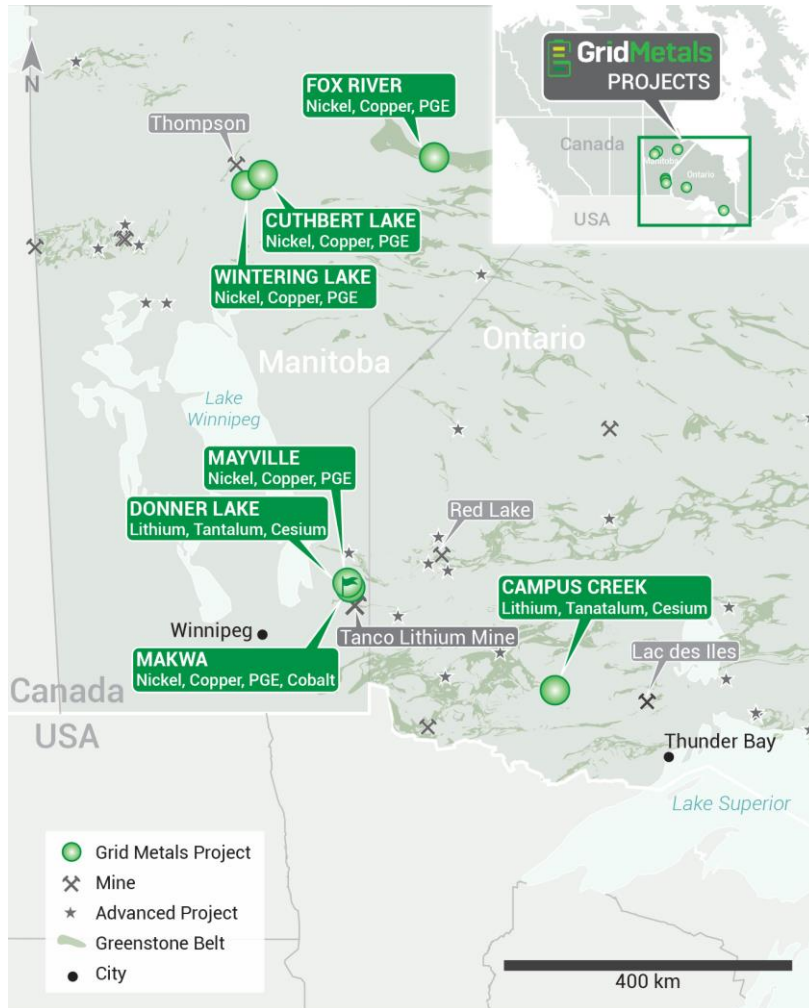 N
GridMetals
PROJECTS
Canada
Manitoba
Ontario
USA
FOX RIVER
Nickel, Copper, PGE
Thompson
CUTHBERT LAKE
Nickel, Copper, PGE
WINTERING LAKE
Nickel, Copper, PGE
Manitoba
Ontario
Lake
Winnipeg
MAYVILLE
Nickel, Copper, PGE
DONNER LAKE
Lithium, Tantalum, Cesium
Red Lake
CAMPUS CREEK
Lithium, Tanatalum, Cesium
Winnipeg
Tanco Lithium Mine
MAKWA
Nickel, Copper, PGE, Cobalt
Lac des Iles
Canada
USA
Thunder Bay
Lake Superior
Grid Metals Project
Mine
Advanced Project
Greenstone Belt
City
400 km